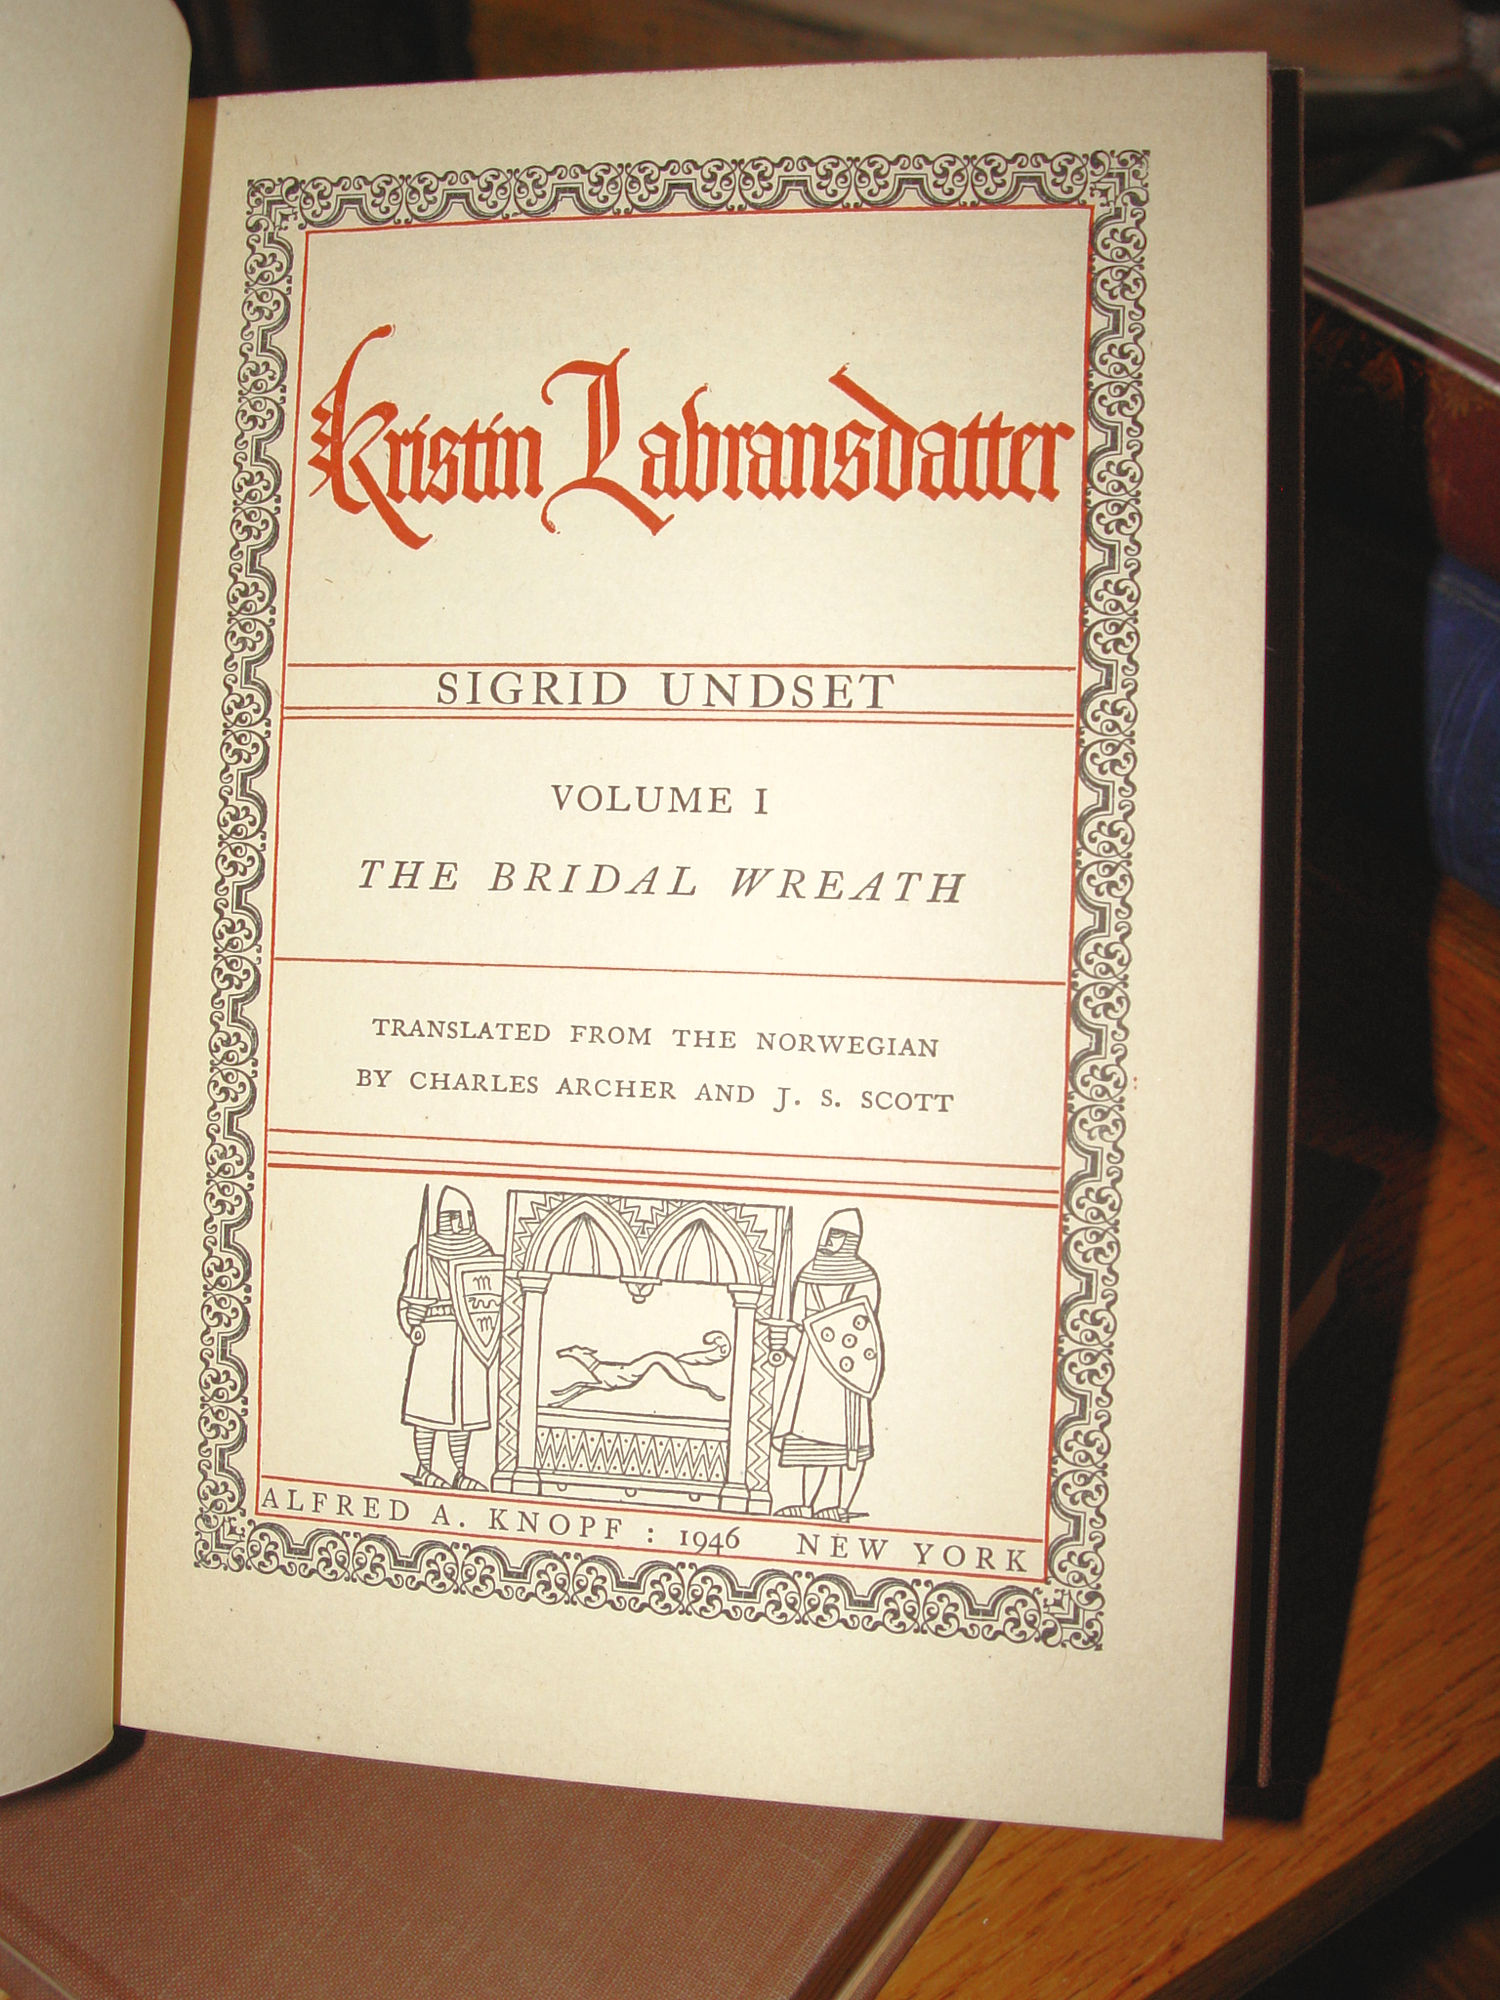 Kristin Lavransdatter
SIGRID UNDSET
VOLUME I
THE BRIDAL WREATH
TRANSLATED FROM THE NORWEGIAN
BY CHARLES ARCHER AND J. S. SCOTT
ALFRED A. KNOPF : 1946 NEW YORK